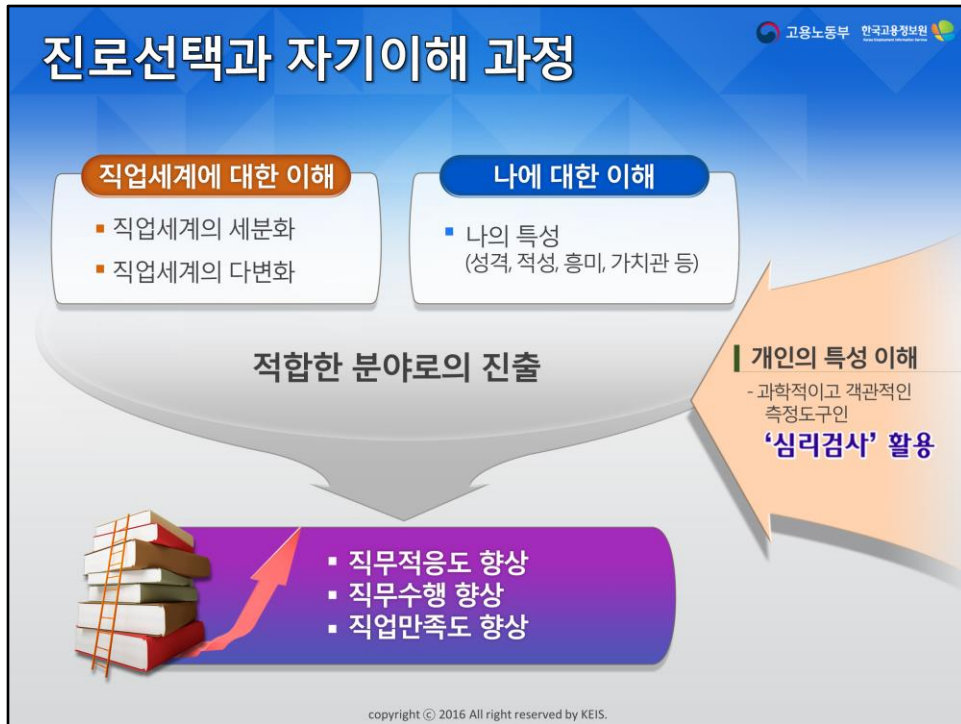 진로선택과 자기이해 과정
고용노동부 한국고용정보원
Korea Employment Information Service
직업세계에 대한 이해
▪ 직업세계의 세분화
▪ 직업세계의 다변화
나에 대한 이해
▪ 나의 특성
(성격, 적성, 흥미, 가치관 등)
적합한 분야로의 진출
개인의 특성 이해
- 과학적이고 객관적인
측정도구인
‘심리검사’ 활용
▪ 직무적응도 향상
▪ 직무수행 향상
▪ 직업만족도 향상
copyright ⓒ 2016 All right reserved by KEIS.